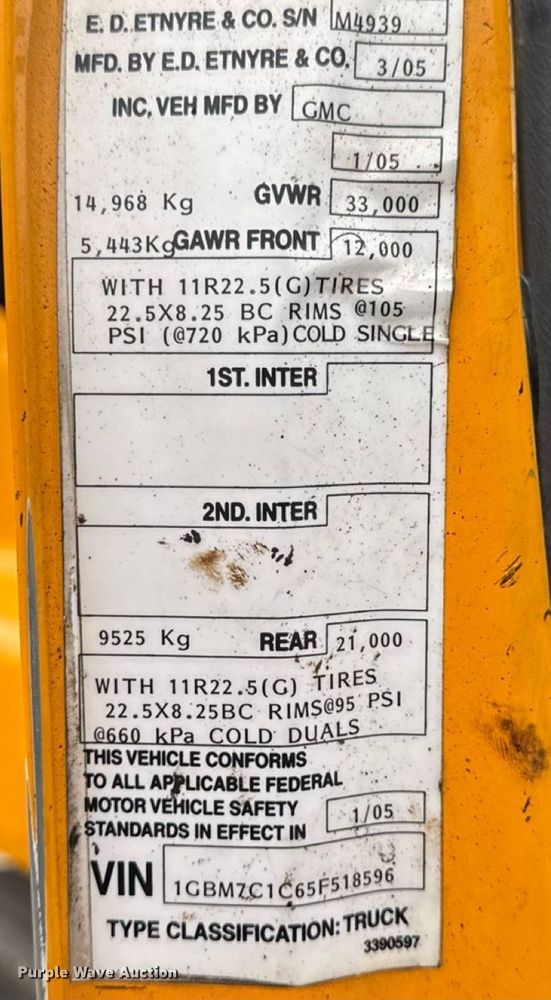 E. D. ETNYRE & CO. S/N M4939
MFD. BY E.D. ETNYRE & CO. 3/05
INC. VEH MFD BY GMC
1/05
14,968 Kg GVWR 33,000
5,443Kg GAWR FRONT 12,000
WITH 11R22.5(G)TIRES
22.5X8.25 BC RIMS @105
PSI (@720 kPa)COLD SINGLE
1ST. INTER
2ND. INTER
9525 Kg REAR 21,000
WITH 11R22.5(G) TIRES
22.5X8.25BC RIMS@95 PSI
@660 kPa COLD DUALS
THIS VEHICLE CONFORMS
TO ALL APPLICABLE FEDERAL
MOTOR VEHICLE SAFETY 1/05
STANDARDS IN EFFECT IN
VIN 1GBM7C1C65F518596
TYPE CLASSIFICATION: TRUCK
3390597
Purple Wave Auction